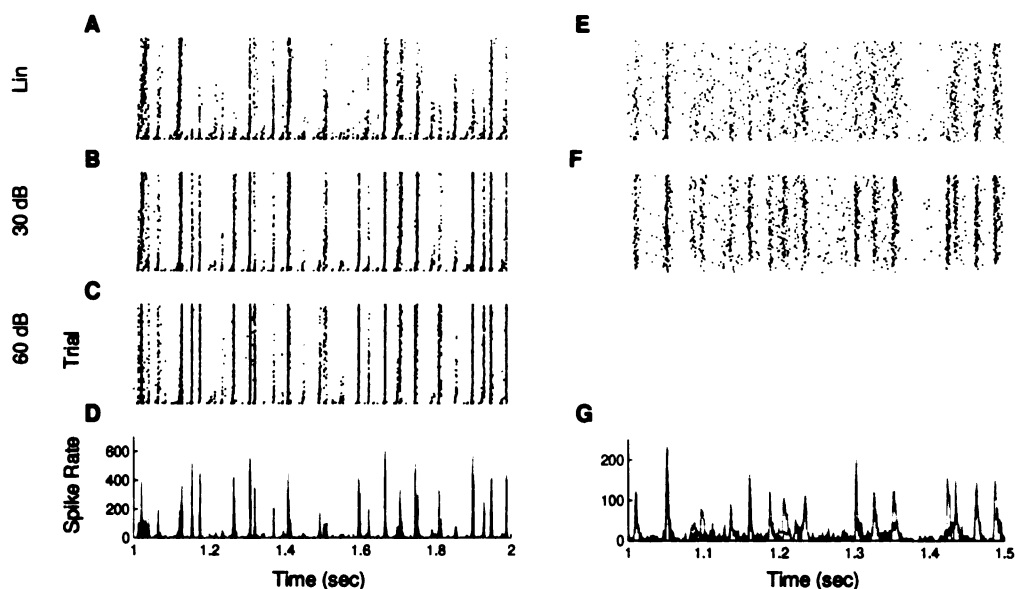 A
E
Lin
B
F
30 dB
C
60 dB
Trial
D
G
Spike Rate
600
400
200
0
1
1.2
1.4
1.6
1.8
2
Time (sec)
200
100
0
1
1.1
1.2
1.3
1.4
1.5
Time (sec)